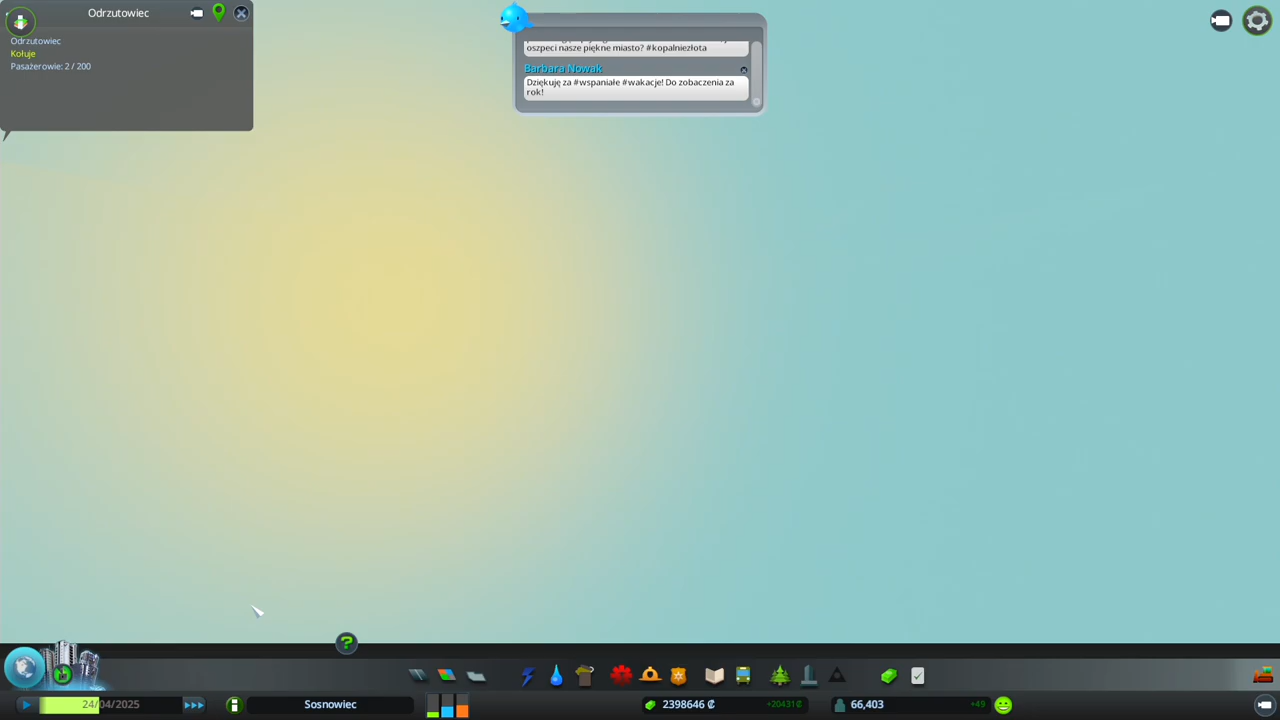 Odrzutowiec
Odrzutowiec
Kołuje
Pasażerowie: 2 / 200
oszpeci nasze piękne miasto? #kopalniezłota
Barbara Nowak
Dziękuję za #wspaniałe #wakacje! Do zobaczenia za
rok!
?
24/04/2025
Sosnowiec
2398646 ₡
+20431₡
66,403
+49